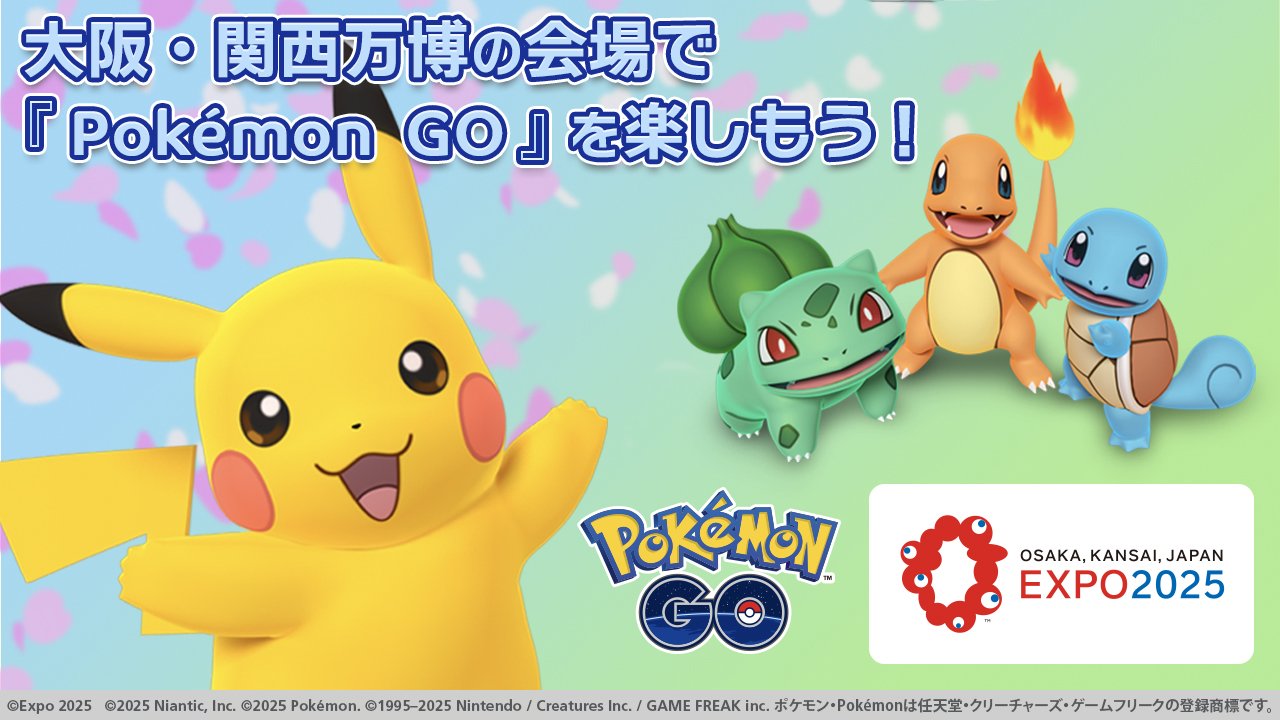 大阪・関西万博の会場で
『Pokémon GO』を楽しもう!
POKÉMON
GO
TM
OSAKA, KANSAI, JAPAN
EXPO2025
TM
©Expo 2025 ©2025 Niantic, Inc. ©2025 Pokémon. ©1995–2025 Nintendo / Creatures Inc. / GAME FREAK inc. ポケモン・Pokémonは任天堂・クリーチャーズ・ゲームフリークの登録商標です。